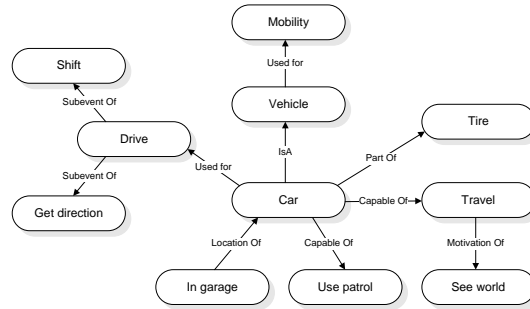 Mobility
Shift
Used for
Subevent Of
Vehicle
Drive
Tire
IsA
Part Of
Subevent Of
Used for
Get direction
Car
Capable Of
Travel
Location Of
Capable Of
Motivation Of
In garage
Use patrol
See world